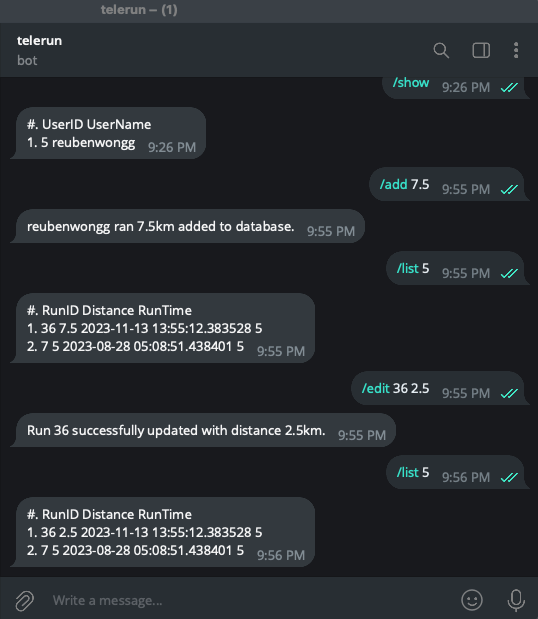 telerun – (1)
telerun
bot
/show 9:26 PM
#. UserID UserName
1. 5 reubenwongg 9:26 PM
/add 7.5 9:55 PM
reubenwongg ran 7.5km added to database. 9:55 PM
/list 5 9:55 PM
#. RunID Distance RunTime
1. 36 7.5 2023-11-13 13:55:12.383528 5
2. 7 5 2023-08-28 05:08:51.438401 5 9:55 PM
/edit 36 2.5 9:55 PM
Run 36 successfully updated with distance 2.5km. 9:55 PM
/list 5 9:56 PM
#. RunID Distance RunTime
1. 36 2.5 2023-11-13 13:55:12.383528 5
2. 7 5 2023-08-28 05:08:51.438401 5 9:56 PM
Write a message...